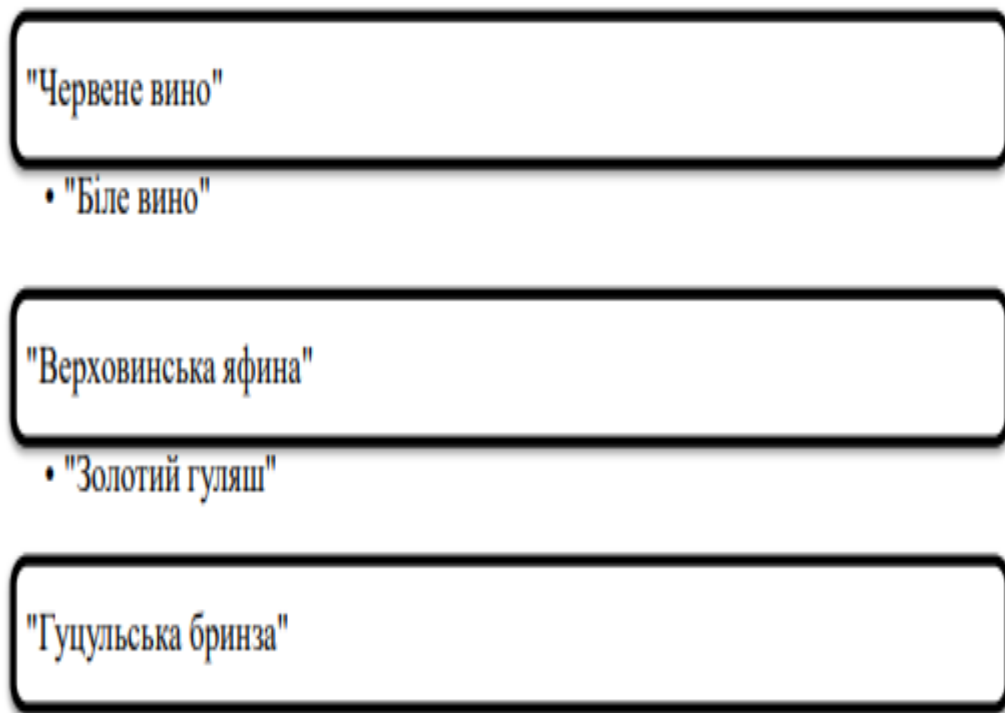 "Червене вино"
• "Біле вино"
"Верховинська яфина"
• "Золотий гуляш"
"Гуцульська бринза"